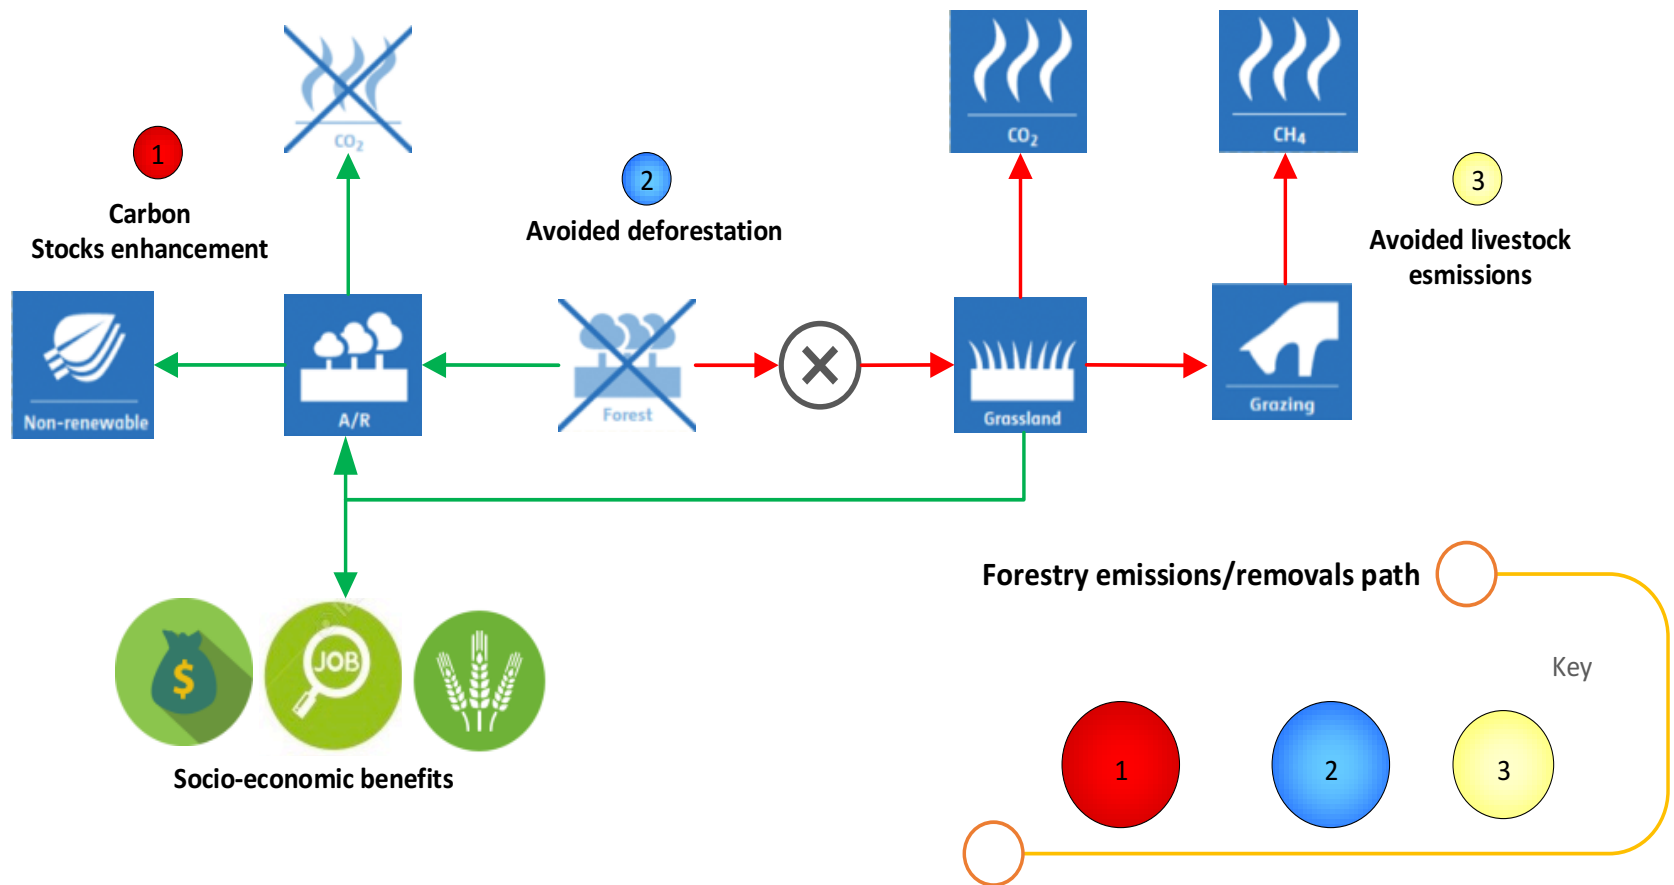 CO₂
CO₂
CH₄
1
2
3
Carbon
Stocks enhancement
Avoided deforestation
Avoided livestock
esmissions
Non-renewable
A/R
Forest
Grassland
Grazing
$
JOB
Socio-economic benefits
Forestry emissions/removals path
Key
1
2
3